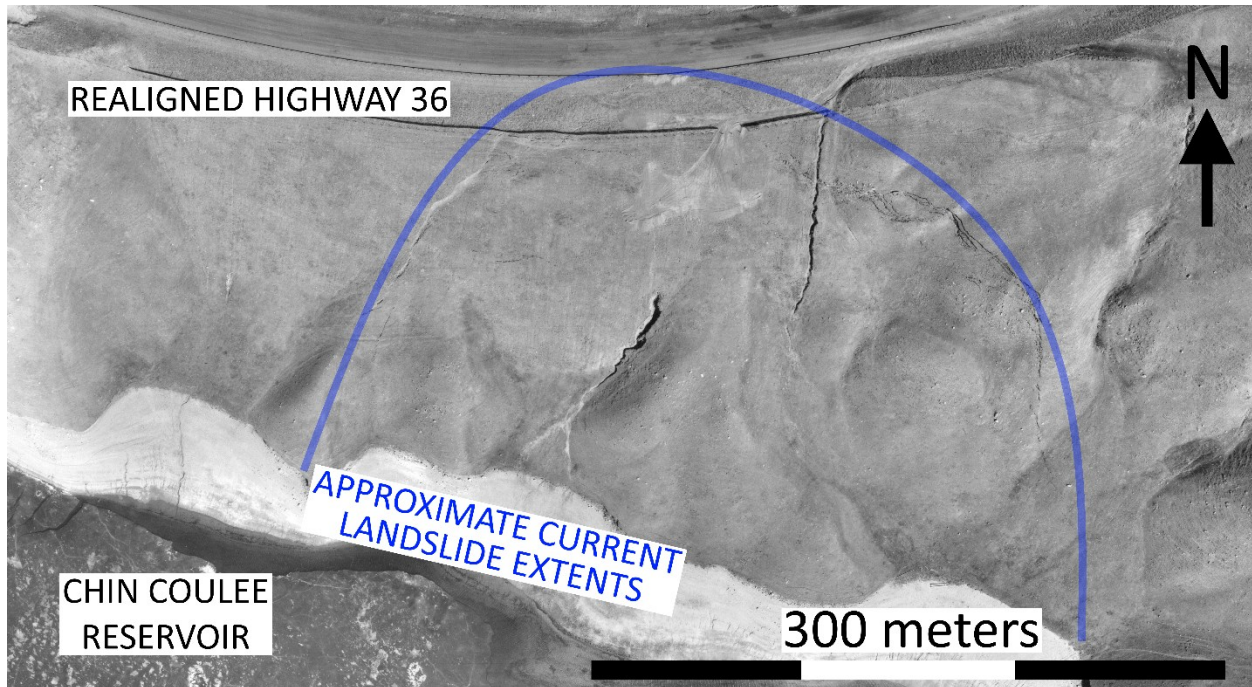 REALIGNED HIGHWAY 36
N
APPROXIMATE CURRENT
LANDSLIDE EXTENTS
CHIN COULEE
RESERVOIR
300 meters